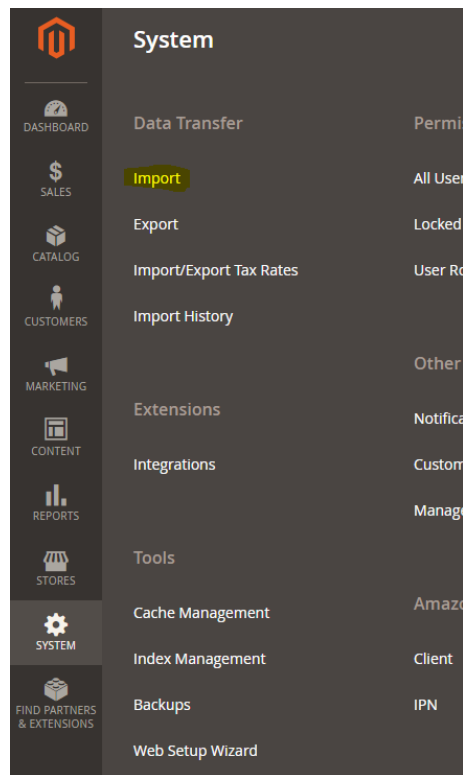 System
DASHBOARD
SALES
CATALOG
CUSTOMERS
MARKETING
CONTENT
REPORTS
STORES
SYSTEM
FIND PARTNERS
& EXTENSIONS
Data Transfer
Import
Export
Import/Export Tax Rates
Import History
Extensions
Integrations
Tools
Cache Management
Index Management
Backups
Web Setup Wizard
Permis
All User
Locked
User Ro
Other
Notifica
Custom
Manage
Amazo
Client
IPN